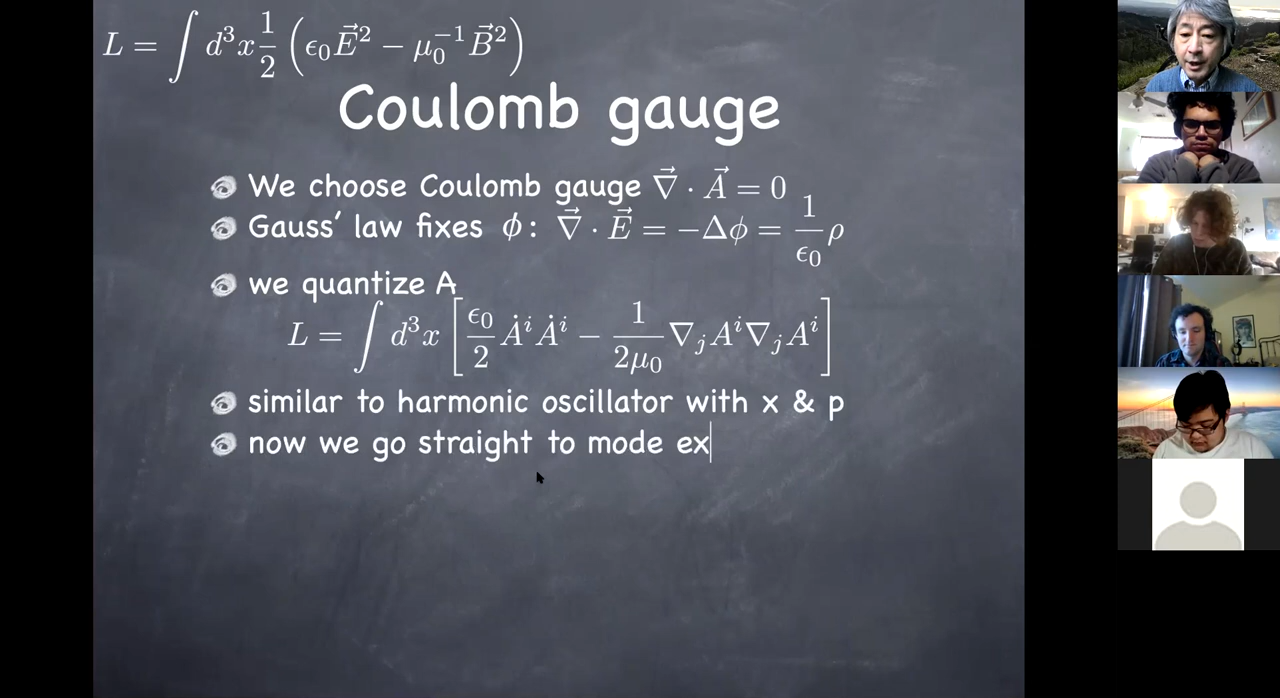 L = ∫ d³x 1/2 (ϵ₀E⃗² − μ₀⁻¹B⃗²)
Coulomb gauge
We choose Coulomb gauge ∇⃗ · A⃗ = 0
Gauss' law fixes ϕ: ∇⃗ · E⃗ = −Δϕ = 1/ϵ₀ ρ
we quantize A
L = ∫ d³x [ϵ₀/2 Ȧⁱ Ȧⁱ − 1/(2μ₀) ∇ⱼAⁱ∇ⱼAⁱ]
similar to harmonic oscillator with x & p
now we go straight to mode ex